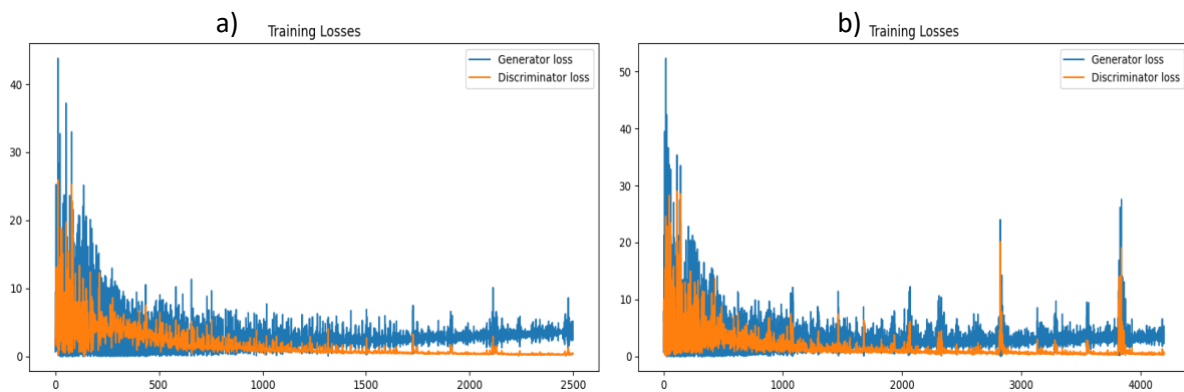 a)
Training Losses
Generator loss
Discriminator loss
40
30
20
10
0
0
500
1000
1500
2000
2500
b)
Training Losses
Generator loss
Discriminator loss
50
40
30
20
10
0
0
1000
2000
3000
4000